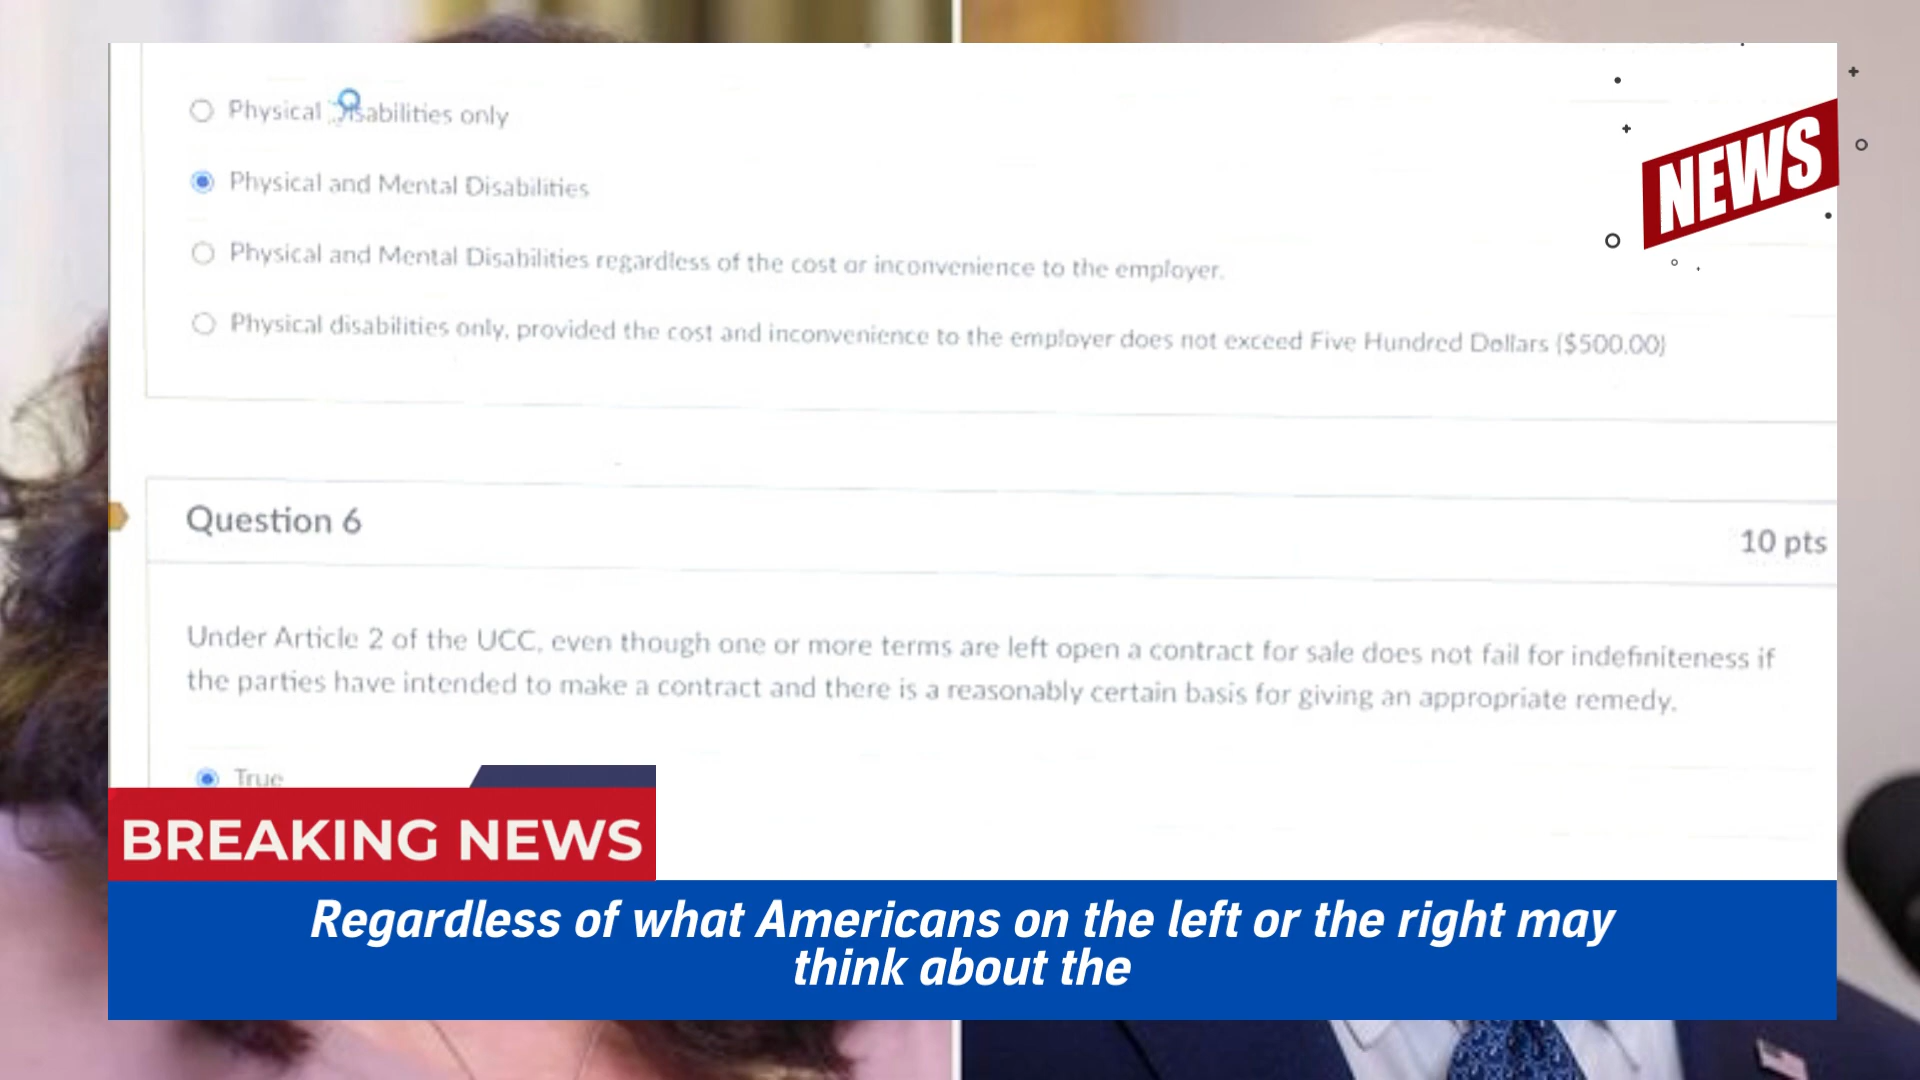 Physical Disabilities only
NEWS
Physical and Mental Disabilities
Physical and Mental Disabilities regardless of the cost or inconvenience to the employer.
Physical disabilities only, provided the cost and inconvenience to the employer does not exceed Five Hundred Dollars ($500.00)
Question 6
10 pts
Under Article 2 of the UCC, even though one or more terms are left open a contract for sale does not fail for indefiniteness if
the parties have intended to make a contract and there is a reasonably certain basis for giving an appropriate remedy.
True
BREAKING NEWS
Regardless of what Americans on the left or the right may
think about the